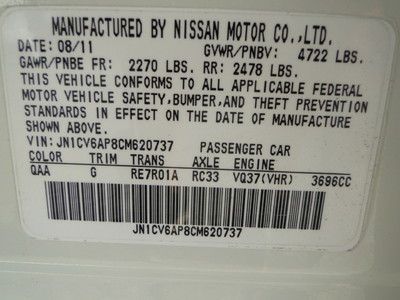 MANUFACTURED BY NISSAN MOTOR CO.,LTD.
DATE: 08/11 GVWR/PNBV: 4722 LBS.
GAWR/PNBE FR: 2270 LBS. RR: 2478 LBS.
THIS VEHICLE CONFORMS TO ALL APPLICABLE FEDERAL
MOTOR VEHICLE SAFETY,BUMPER,AND THEFT PREVENTION
STANDARDS IN EFFECT ON THE DATE OF MANUFACTURE
SHOWN ABOVE.
VIN: JN1CV6AP8CM620737 PASSENGER CAR
COLOR TRIM TRANS AXLE ENGINE
QAA G RE7R01A RC33 VQ37(VHR) 3696CC
JN1CV6AP8CM620737